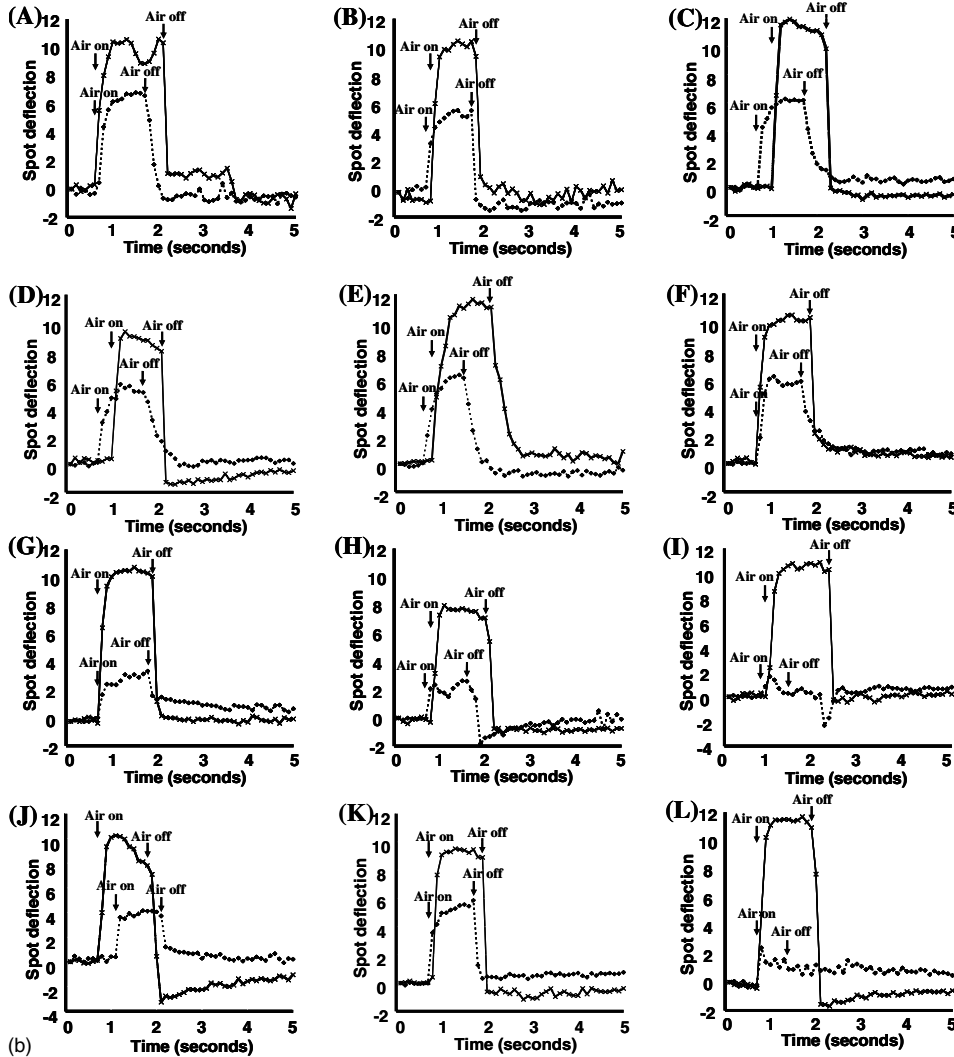 (A)
12
10
8
6
4
2
0
-2
Spot deflection
Air on
Air off
Air on
Air off
0 1 2 3 4 5
Time (seconds)
(B)
12
10
8
6
4
2
0
-2
Spot deflection
Air on
Air off
Air on
Air off
0 1 2 3 4 5
Time (seconds)
(C)
12
10
8
6
4
2
0
-2
Spot deflection
Air on
Air off
Air on
Air off
0 1 2 3 4 5
Time (seconds)
(D)
12
10
8
6
4
2
0
-2
Spot deflection
Air on
Air off
Air on
Air off
0 1 2 3 4 5
Time (seconds)
(E)
12
10
8
6
4
2
0
-2
Spot deflection
Air on
Air off
Air on
Air off
0 1 2 3 4 5
Time (seconds)
(F)
12
10
8
6
4
2
0
-2
Spot deflection
Air on
Air off
Air on
Air off
0 1 2 3 4 5
Time (seconds)
(G)
12
10
8
6
4
2
0
-2
Spot deflection
Air on
Air off
Air on
Air off
0 1 2 3 4 5
Time (seconds)
(H)
12
10
8
6
4
2
0
-2
Spot deflection
Air on
Air off
Air on
Air off
0 1 2 3 4 5
Time (seconds)
(I)
12
10
8
6
4
2
0
-2
-4
Spot deflection
Air on
Air off
Air on
Air off
0 1 2 3 4 5
Time (seconds)
(J)
12
10
8
6
4
2
0
-2
-4
Spot deflection
Air on
Air off
Air on
Air off
0 1 2 3 4 5
Time (seconds)
(K)
12
10
8
6
4
2
0
-2
Spot deflection
Air on
Air off
Air on
Air off
0 1 2 3 4 5
Time (seconds)
(L)
12
10
8
6
4
2
0
-2
Spot deflection
Air on
Air off
Air on
Air off
0 1 2 3 4 5
Time (seconds)
(b)